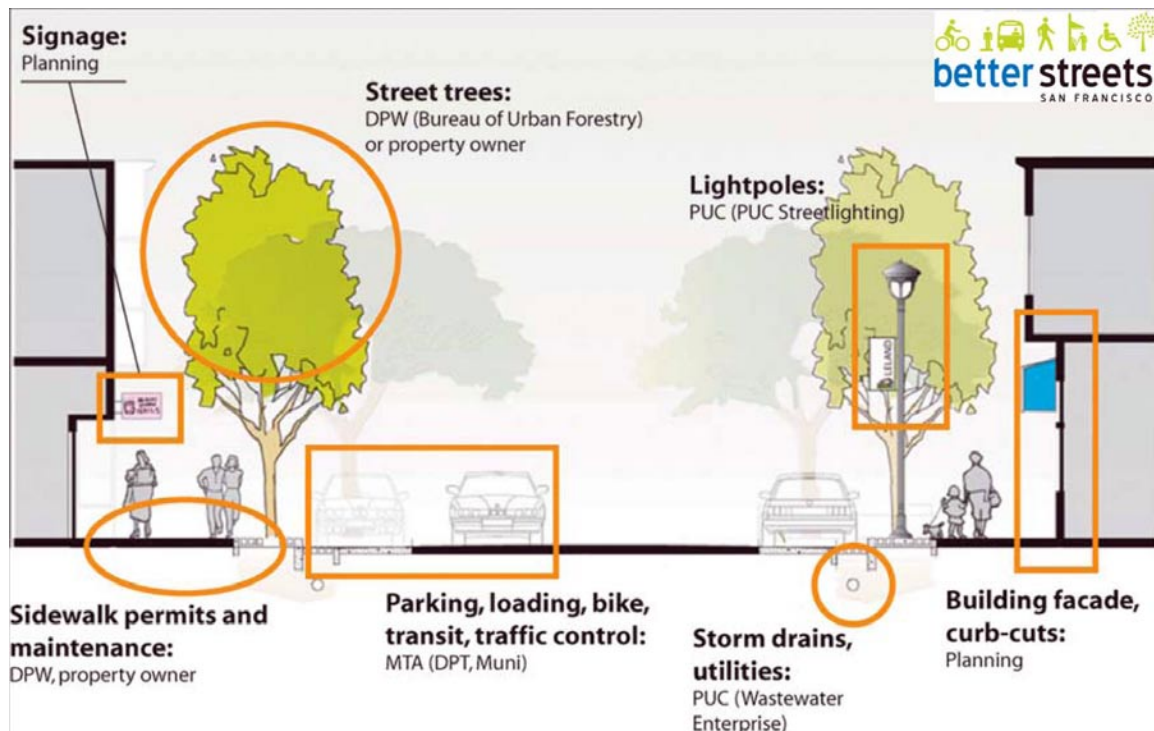 Signage:
Planning
better streets
SAN FRANCISCO
Street trees:
DPW (Bureau of Urban Forestry)
or property owner
Lightpoles:
PUC (PUC Streetlighting)
LELAND
Sidewalk permits and
maintenance:
DPW, property owner
Parking, loading, bike,
transit, traffic control:
MTA (DPT, Muni)
Storm drains,
utilities:
PUC (Wastewater
Enterprise)
Building facade,
curb-cuts:
Planning